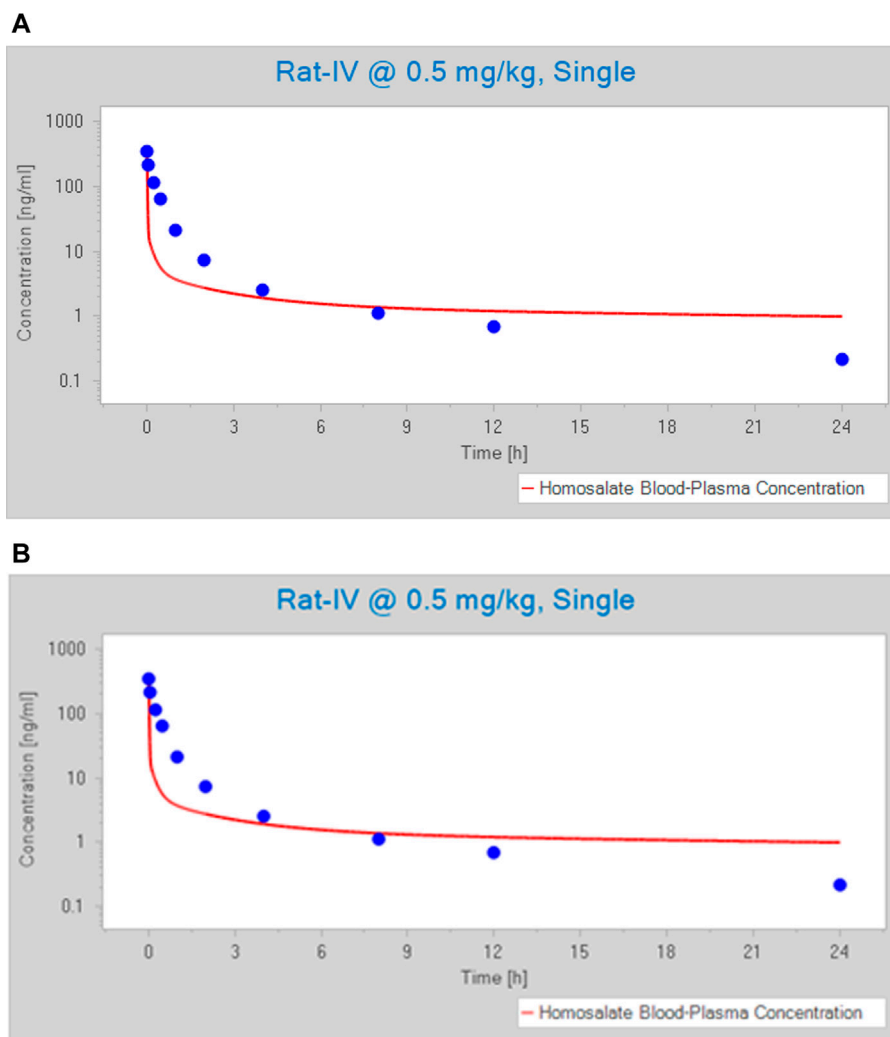 A
Rat-IV @ 0.5 mg/kg, Single
Concentration [ng/ml]
1000
100
10
1
0.1
0 3 6 9 12 15 18 21 24
Time [h]
Homosalate Blood-Plasma Concentration
B
Rat-IV @ 0.5 mg/kg, Single
Concentration [ng/ml]
1000
100
10
1
0.1
0 3 6 9 12 15 18 21 24
Time [h]
Homosalate Blood-Plasma Concentration